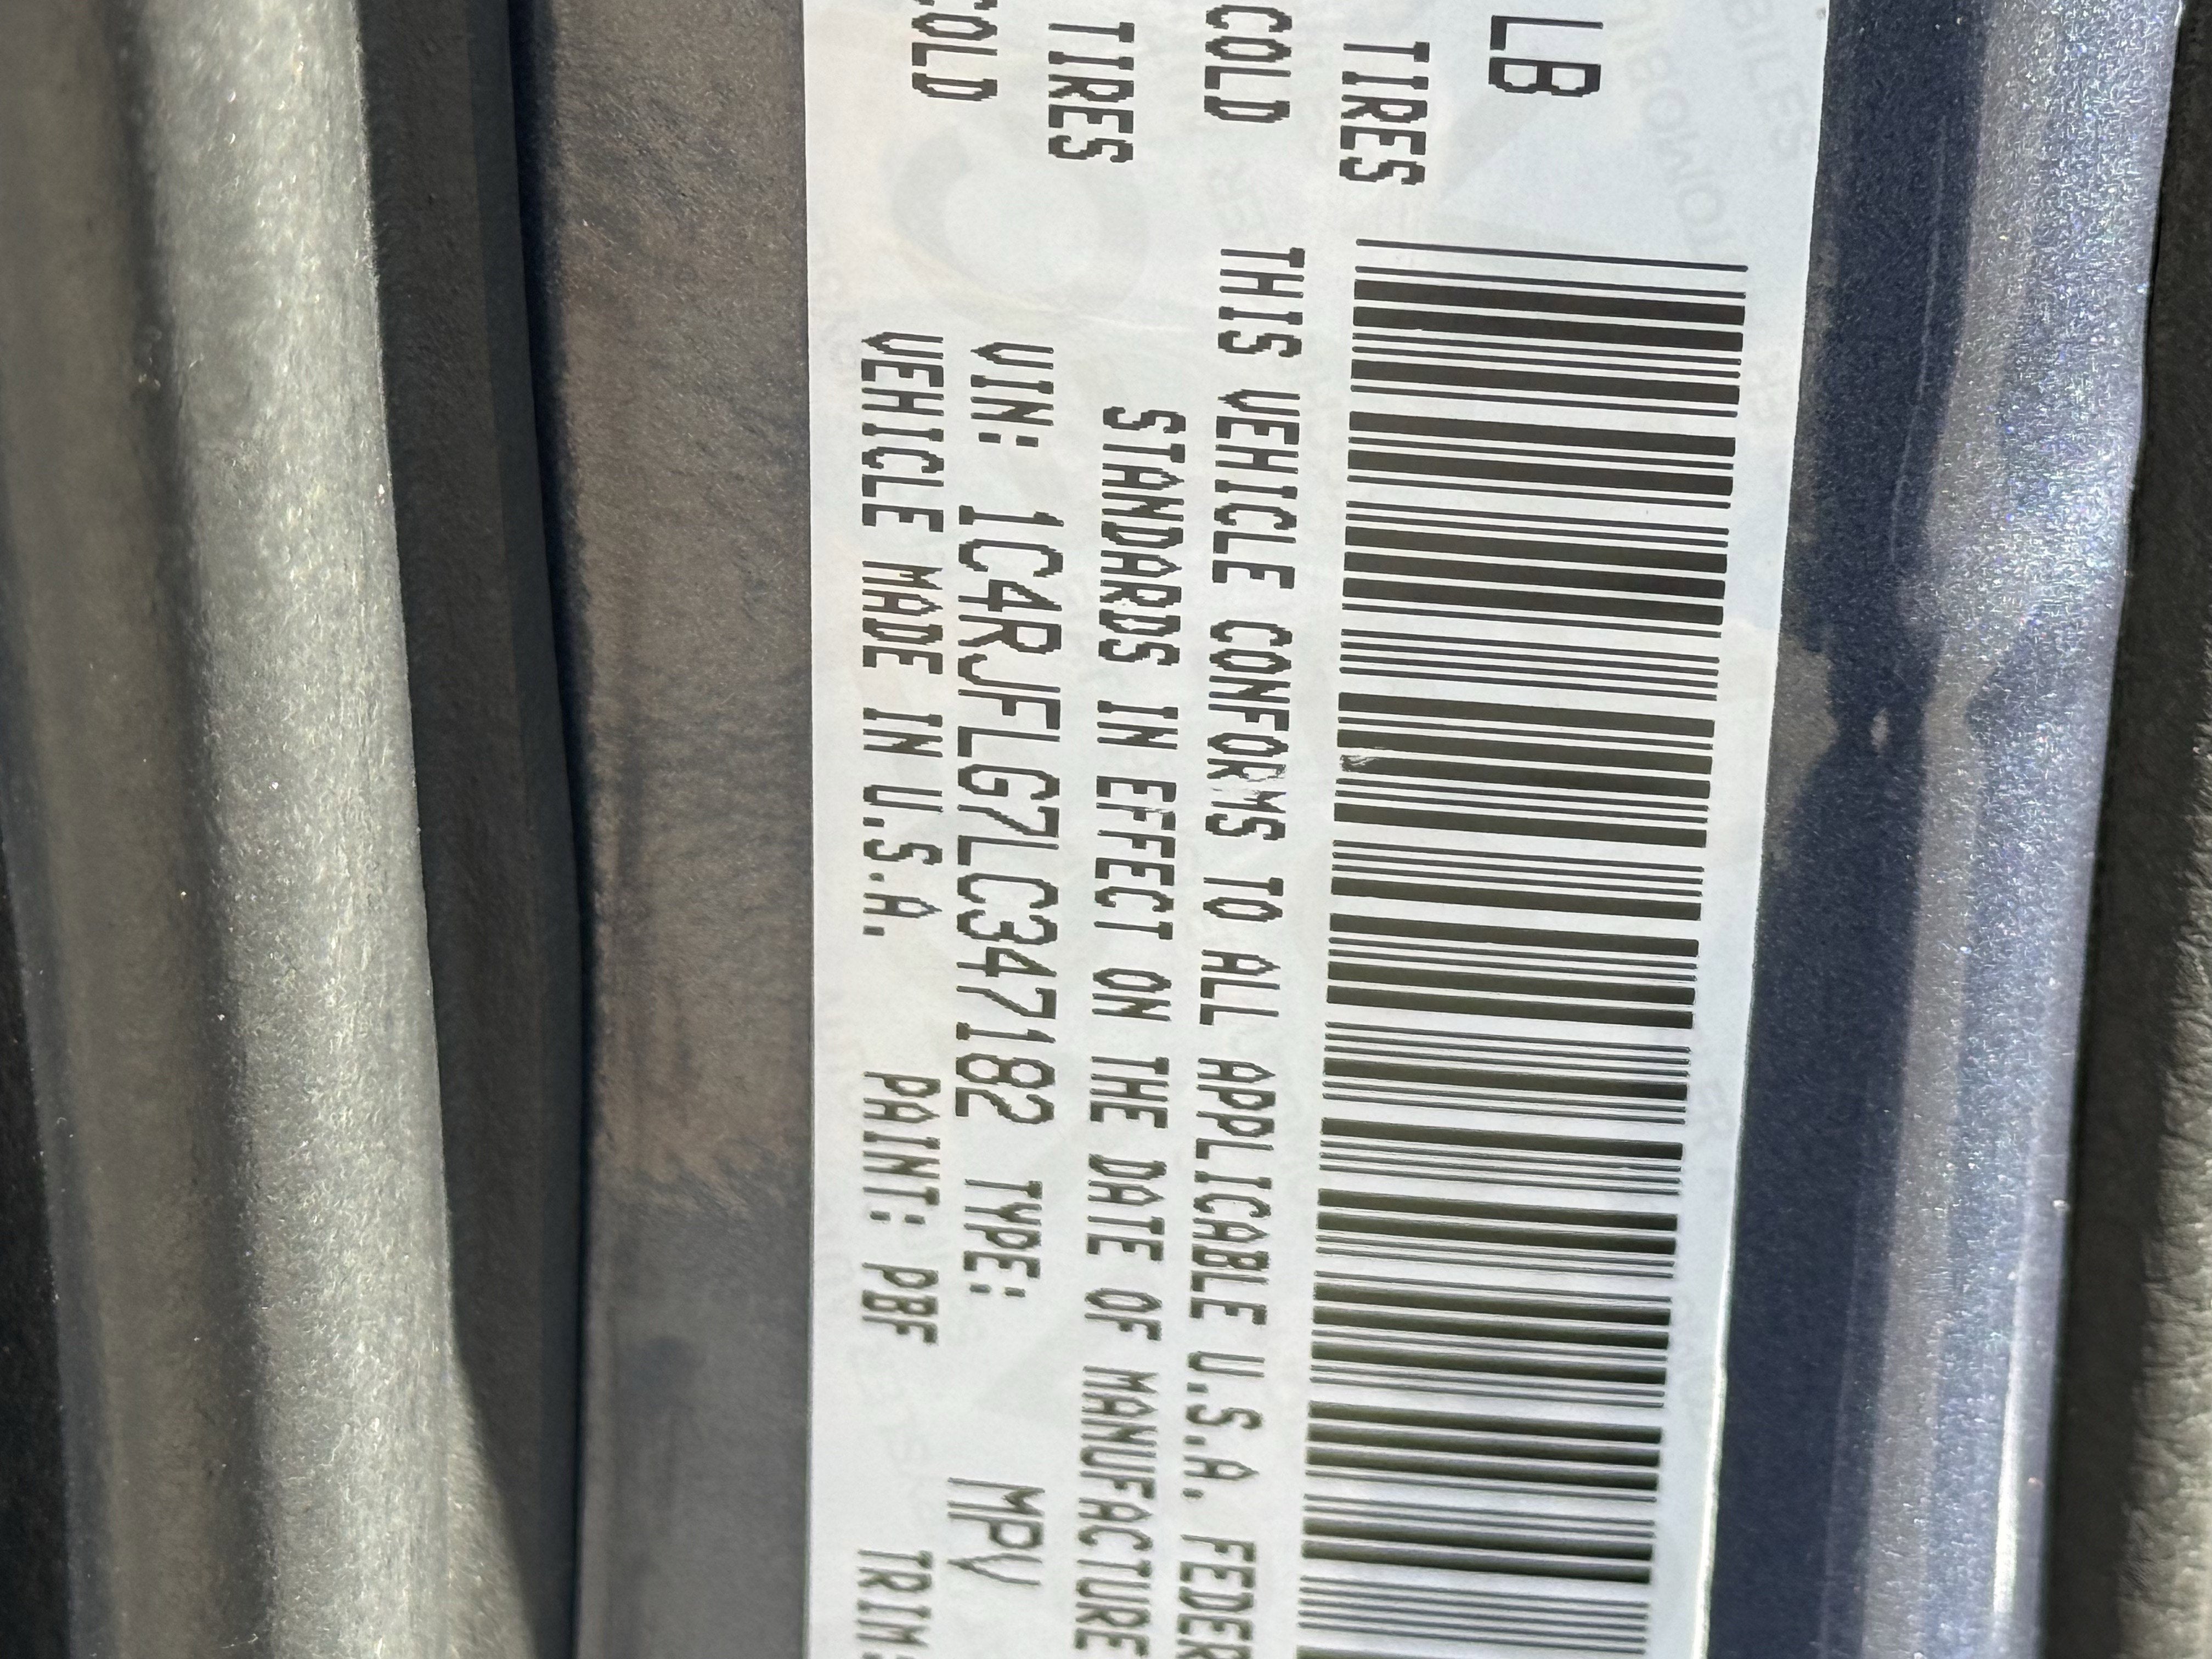 LB
TIRES
COLD
TIRES
COLD
THIS VEHICLE CONFORMS TO ALL APPLICABLE U.S.A. FEDER
STANDARDS IN EFFECT ON THE DATE OF MANUFACTURE
VIN: 1C4RJFLG7LC347182 TYPE: MPV
VEHICLE MADE IN U.S.A. PAINT: PBF TRIM: